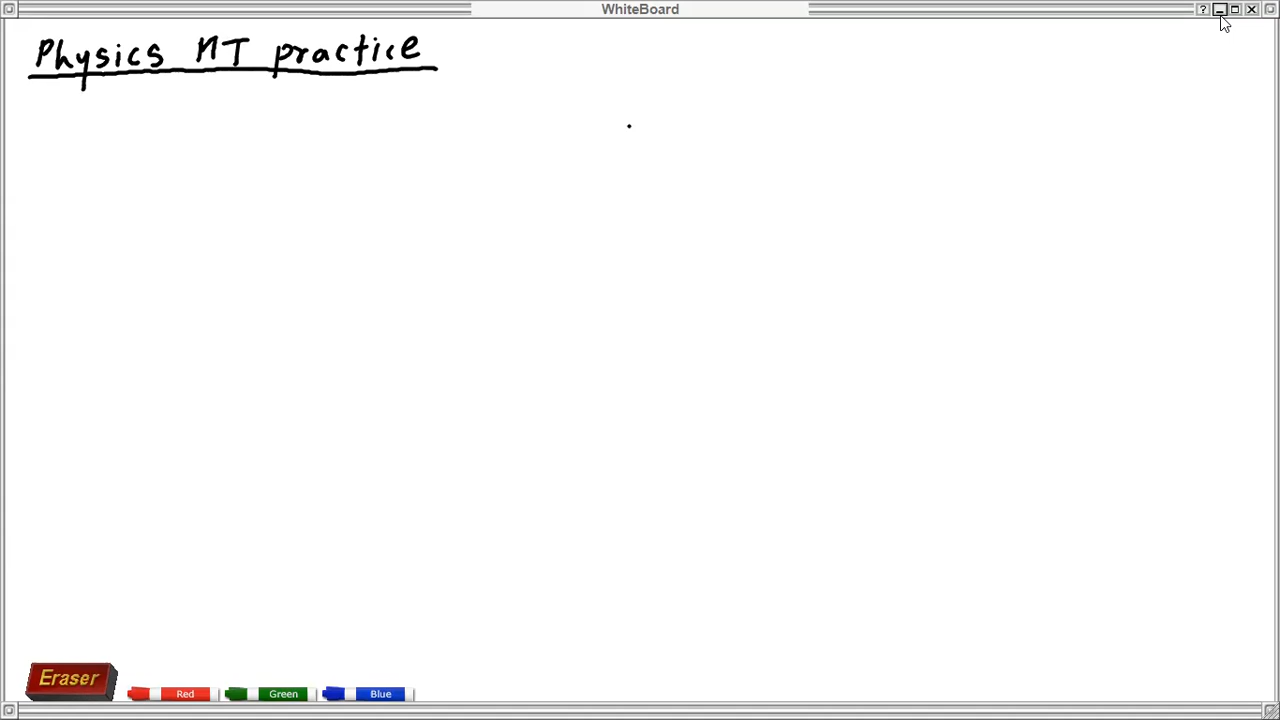 WhiteBoard
Physics MT practice
Eraser
Red
Green
Blue